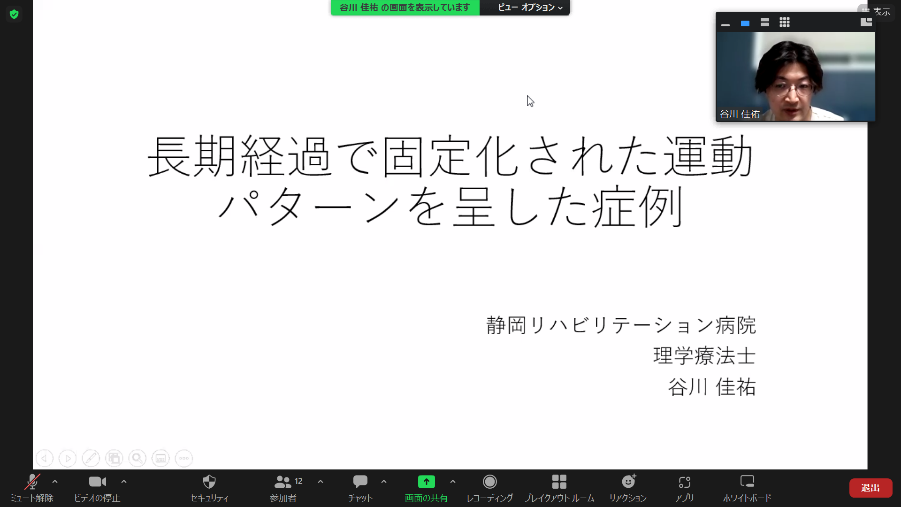 谷川 佳祐 の画面を表示しています
ビュー オプション
表示
谷川 佳祐
長期経過で固定化された運動
パターンを呈した症例
静岡リハビリテーション病院
理学療法士
谷川 佳祐
12
ミュート解除
ビデオの停止
セキュリティ
参加者
チャット
画面の共有
レコーディング
ブレイクアウト ルーム
リアクション
アプリ
ホワイトボード
退出